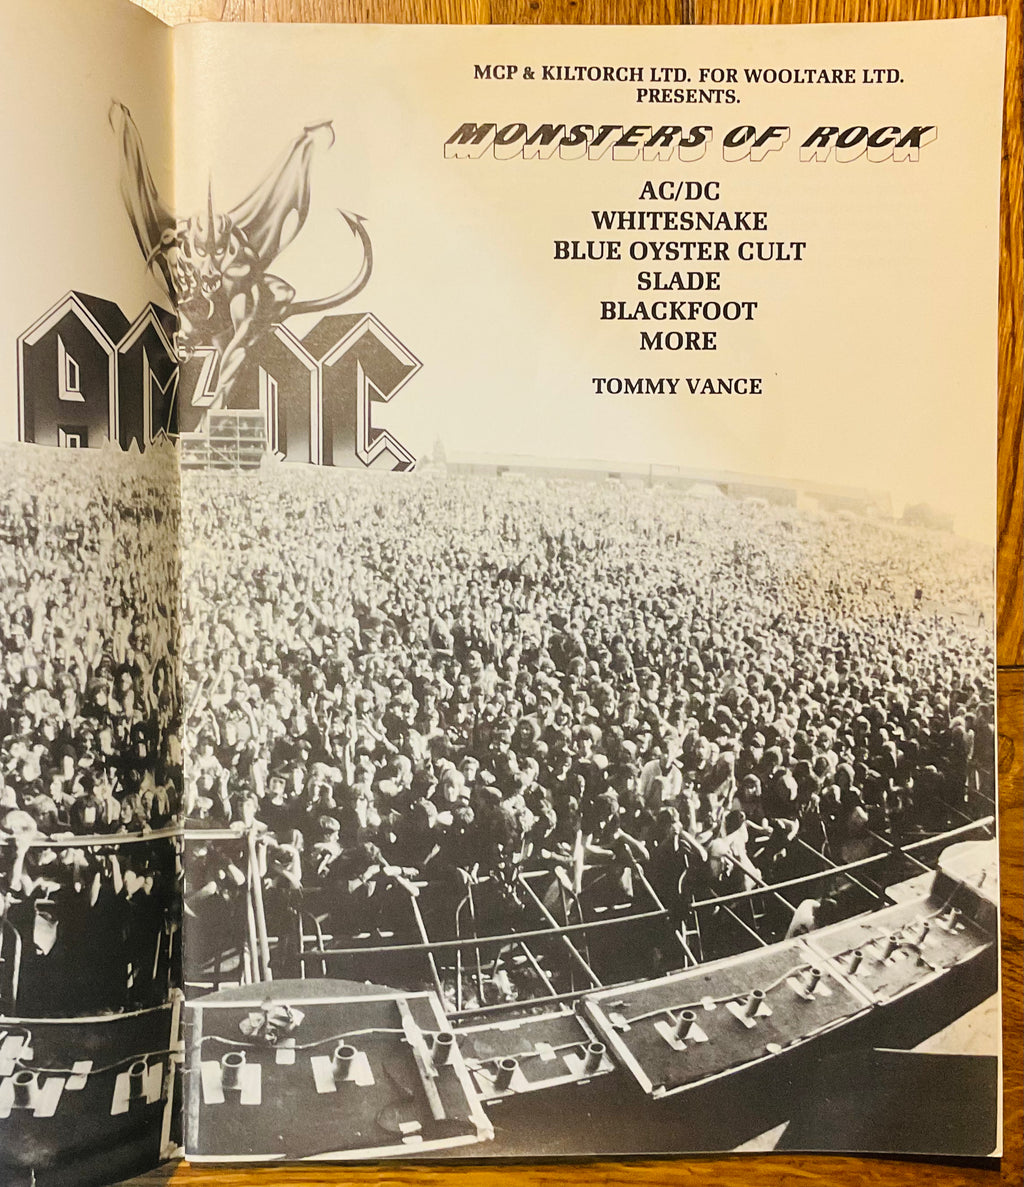 MCP & KILTORCH LTD. FOR WOOLTARE LTD.
PRESENTS.
MONSTERS OF ROCK
AC/DC
WHITESNAKE
BLUE OYSTER CULT
SLADE
BLACKFOOT
MORE
TOMMY VANCE
AC/DC